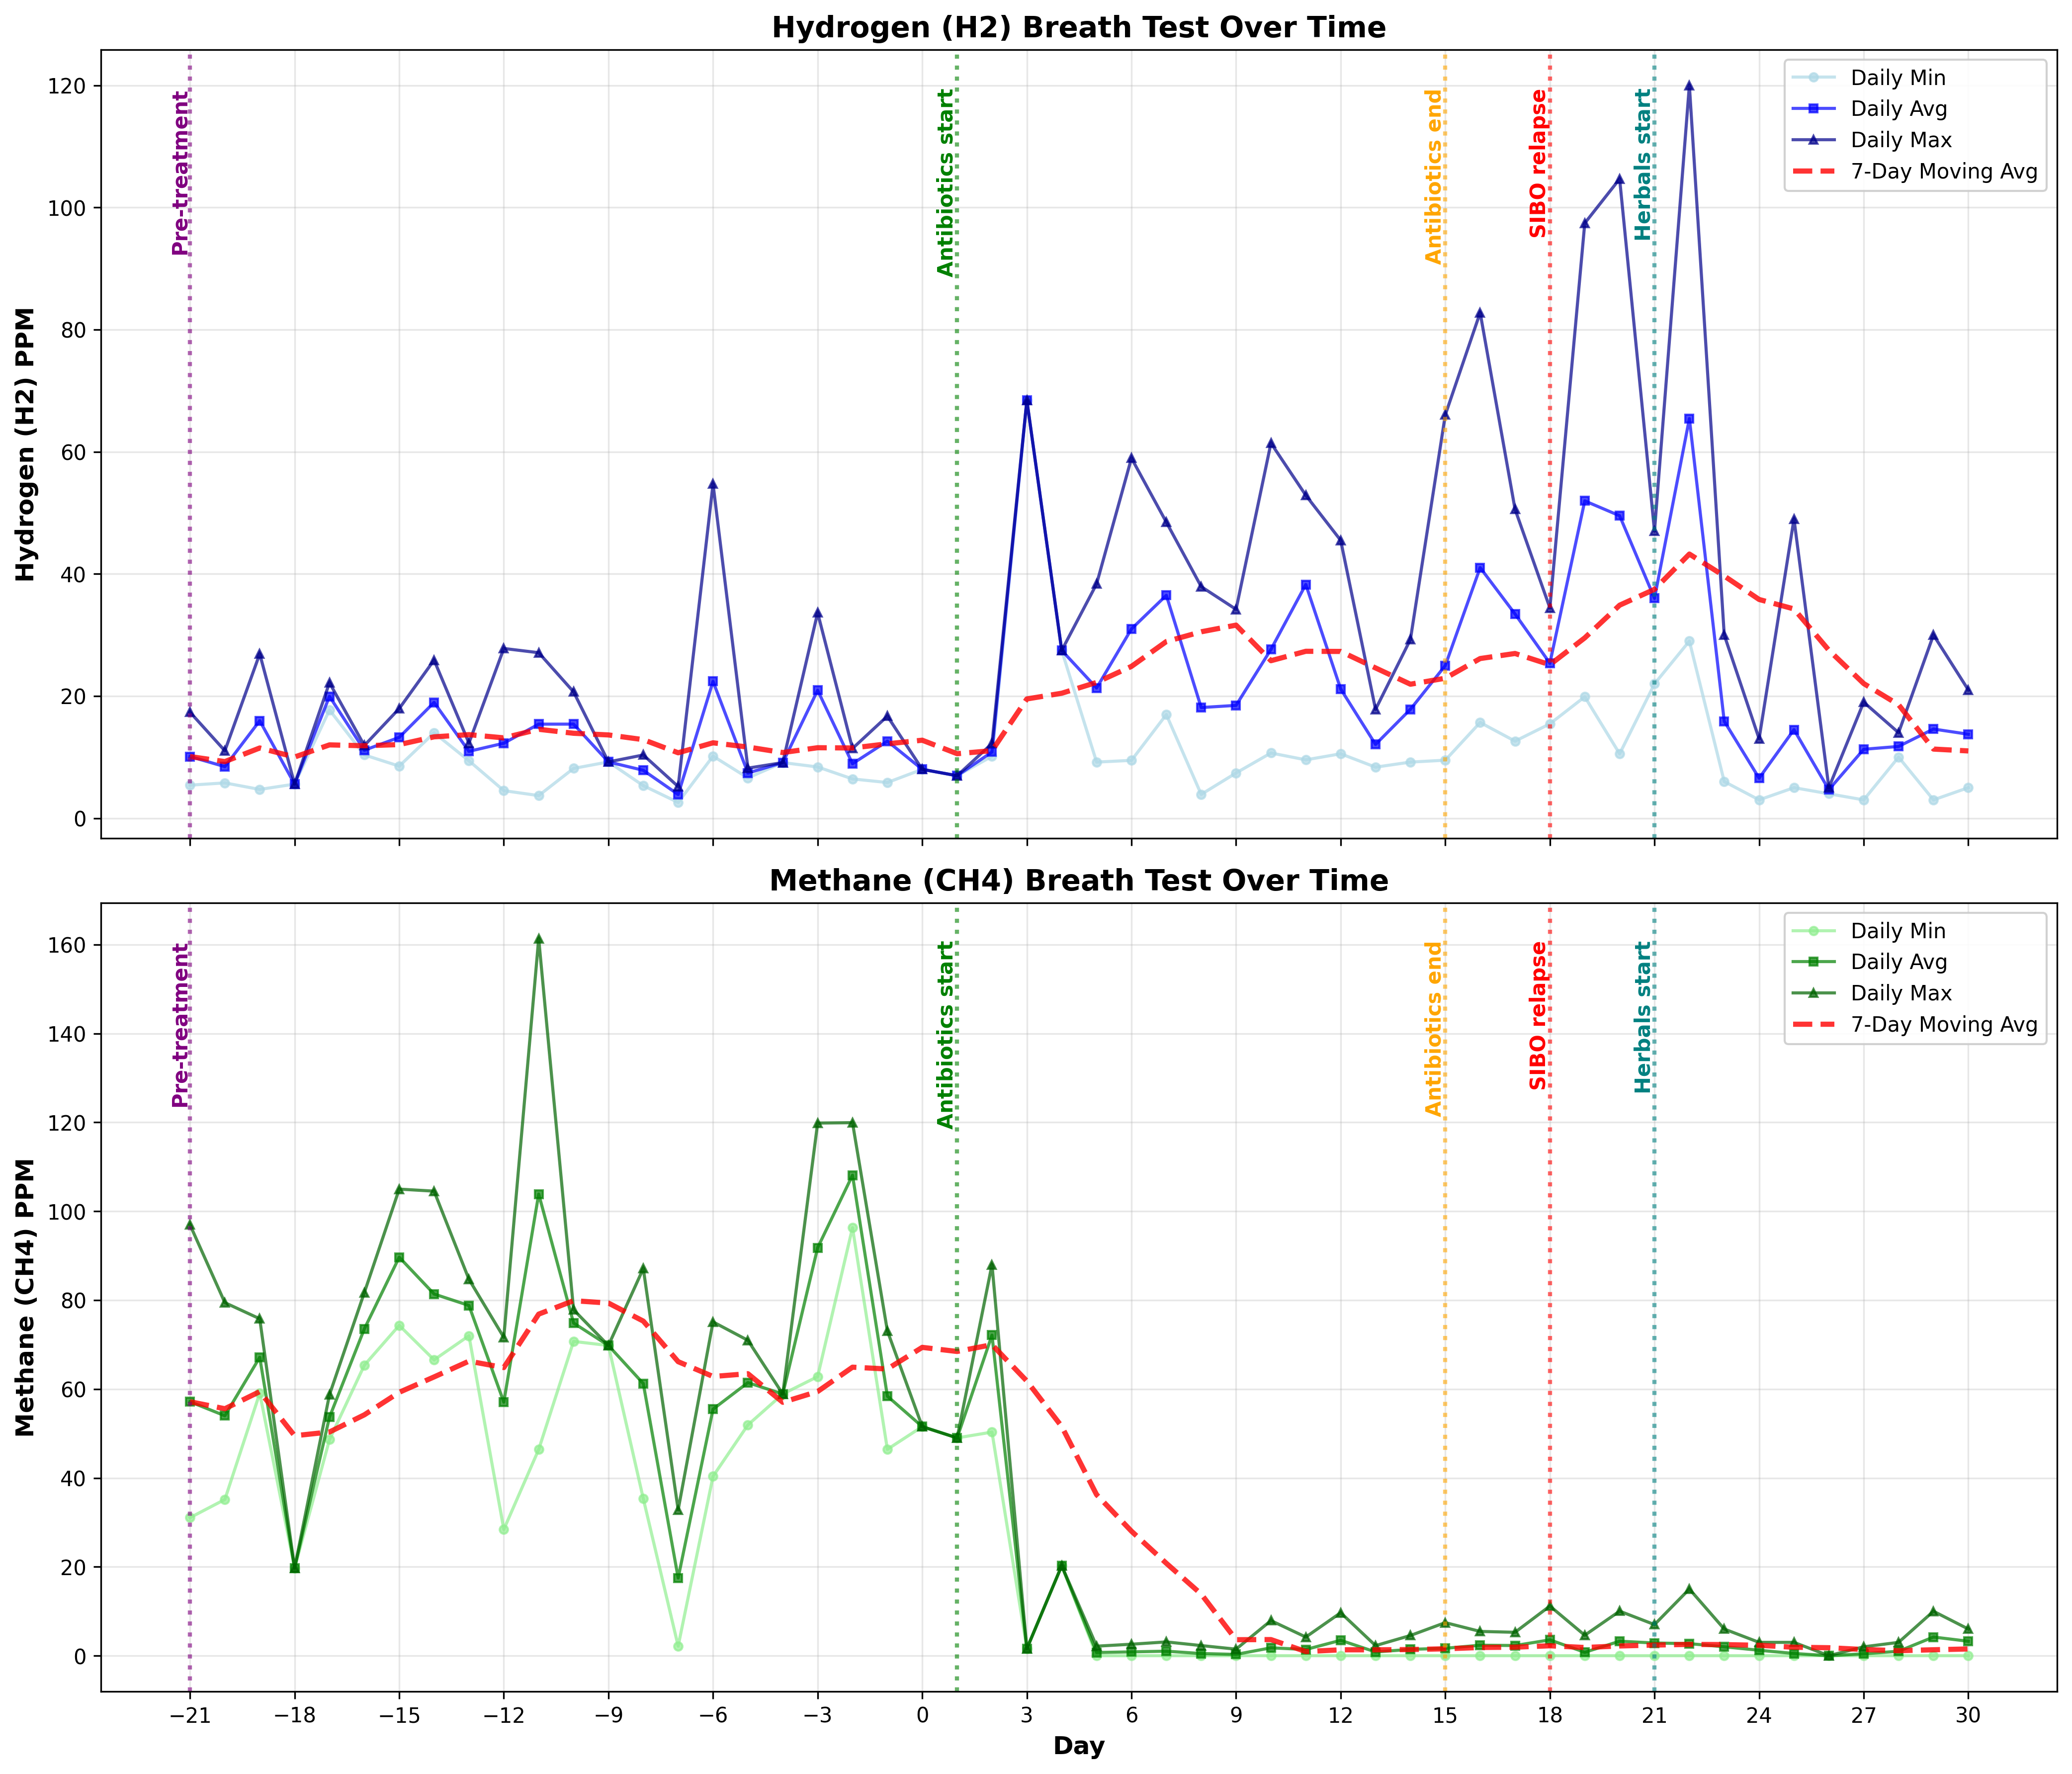 Hydrogen (H2) Breath Test Over Time
Hydrogen (H2) PPM
120
100
80
60
40
20
0
Pre-treatment
Antibiotics start
Antibiotics end
SIBO relapse
Herbals start
Daily Min
Daily Avg
Daily Max
7-Day Moving Avg
Methane (CH4) Breath Test Over Time
Methane (CH4) PPM
160
140
120
100
80
60
40
20
0
Pre-treatment
Antibiotics start
Antibiotics end
SIBO relapse
Herbals start
Daily Min
Daily Avg
Daily Max
7-Day Moving Avg
−21 −18 −15 −12 −9 −6 −3 0 3 6 9 12 15 18 21 24 27 30
Day